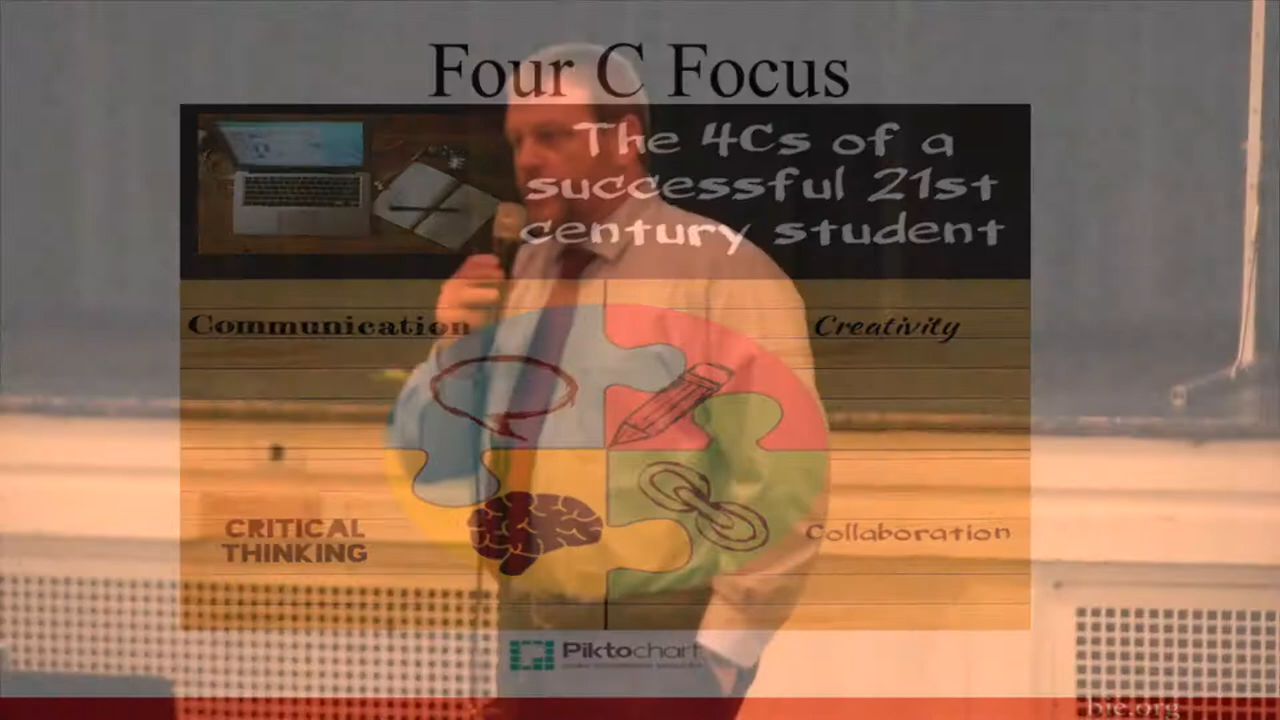 Four C Focus
The 4Cs of a
successful 21st
century student
Communication
Creativity
CRITICAL
THINKING
Collaboration
Piktochart
bie.org